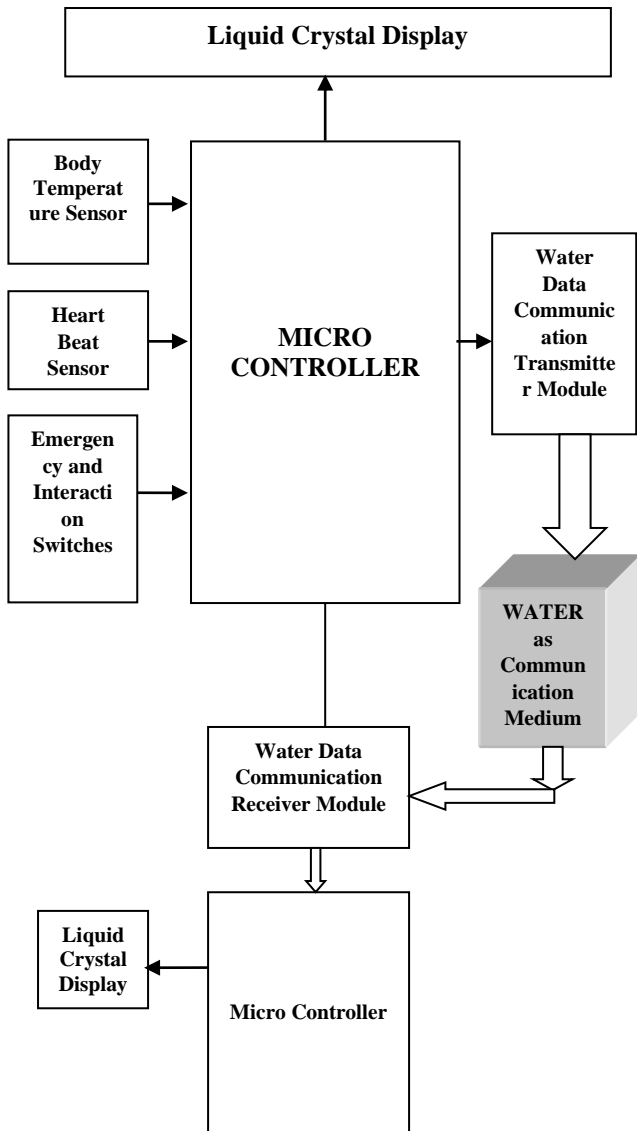 Liquid Crystal Display
Body
Temperat
ure Sensor
Heart
Beat
Sensor
Emergen
cy and
Interacti
on
Switches
MICRO
CONTROLLER
Water
Data
Communic
ation
Transmitte
r Module
WATER
as
Commun
ication
Medium
Water Data
Communication
Receiver Module
Liquid
Crystal
Display
Micro Controller